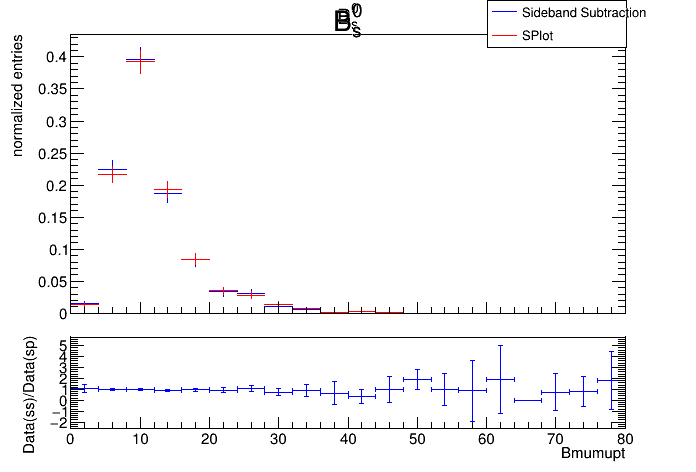 B⁰ₛ
Sideband Subtraction
SPlot
normalized entries
0.4
0.35
0.3
0.25
0.2
0.15
0.1
0.05
0
Data(ss)/Data(sp)
5
4
3
2
1
0
−1
−2
0 10 20 30 40 50 60 70 80
Bmumupt